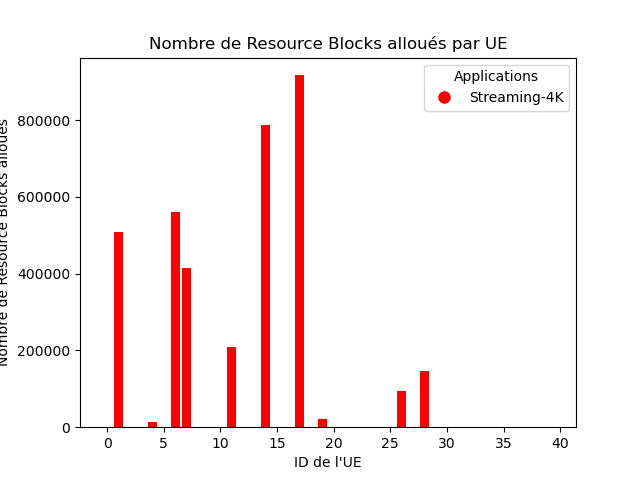 Nombre de Resource Blocks alloués par UE
Applications
Streaming-4K
Nombre de Resource Blocks alloués
800000
600000
400000
200000
0
0 5 10 15 20 25 30 35 40
ID de l'UE